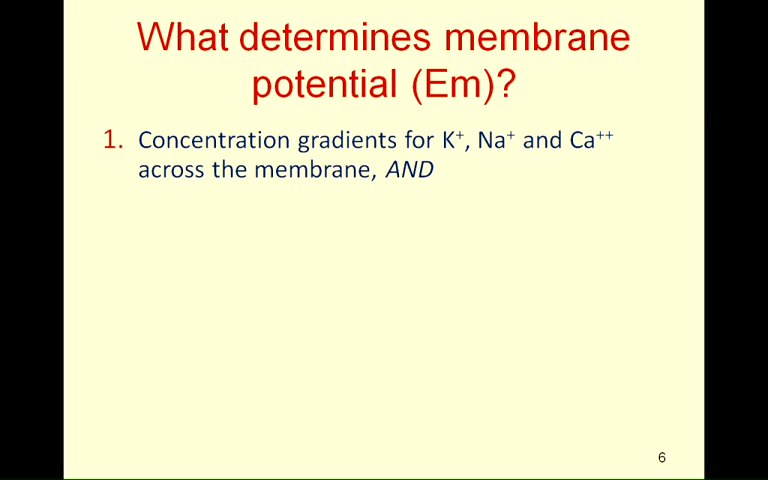 What determines membrane
potential (Em)?
1. Concentration gradients for K⁺, Na⁺ and Ca⁺⁺
across the membrane, AND
6